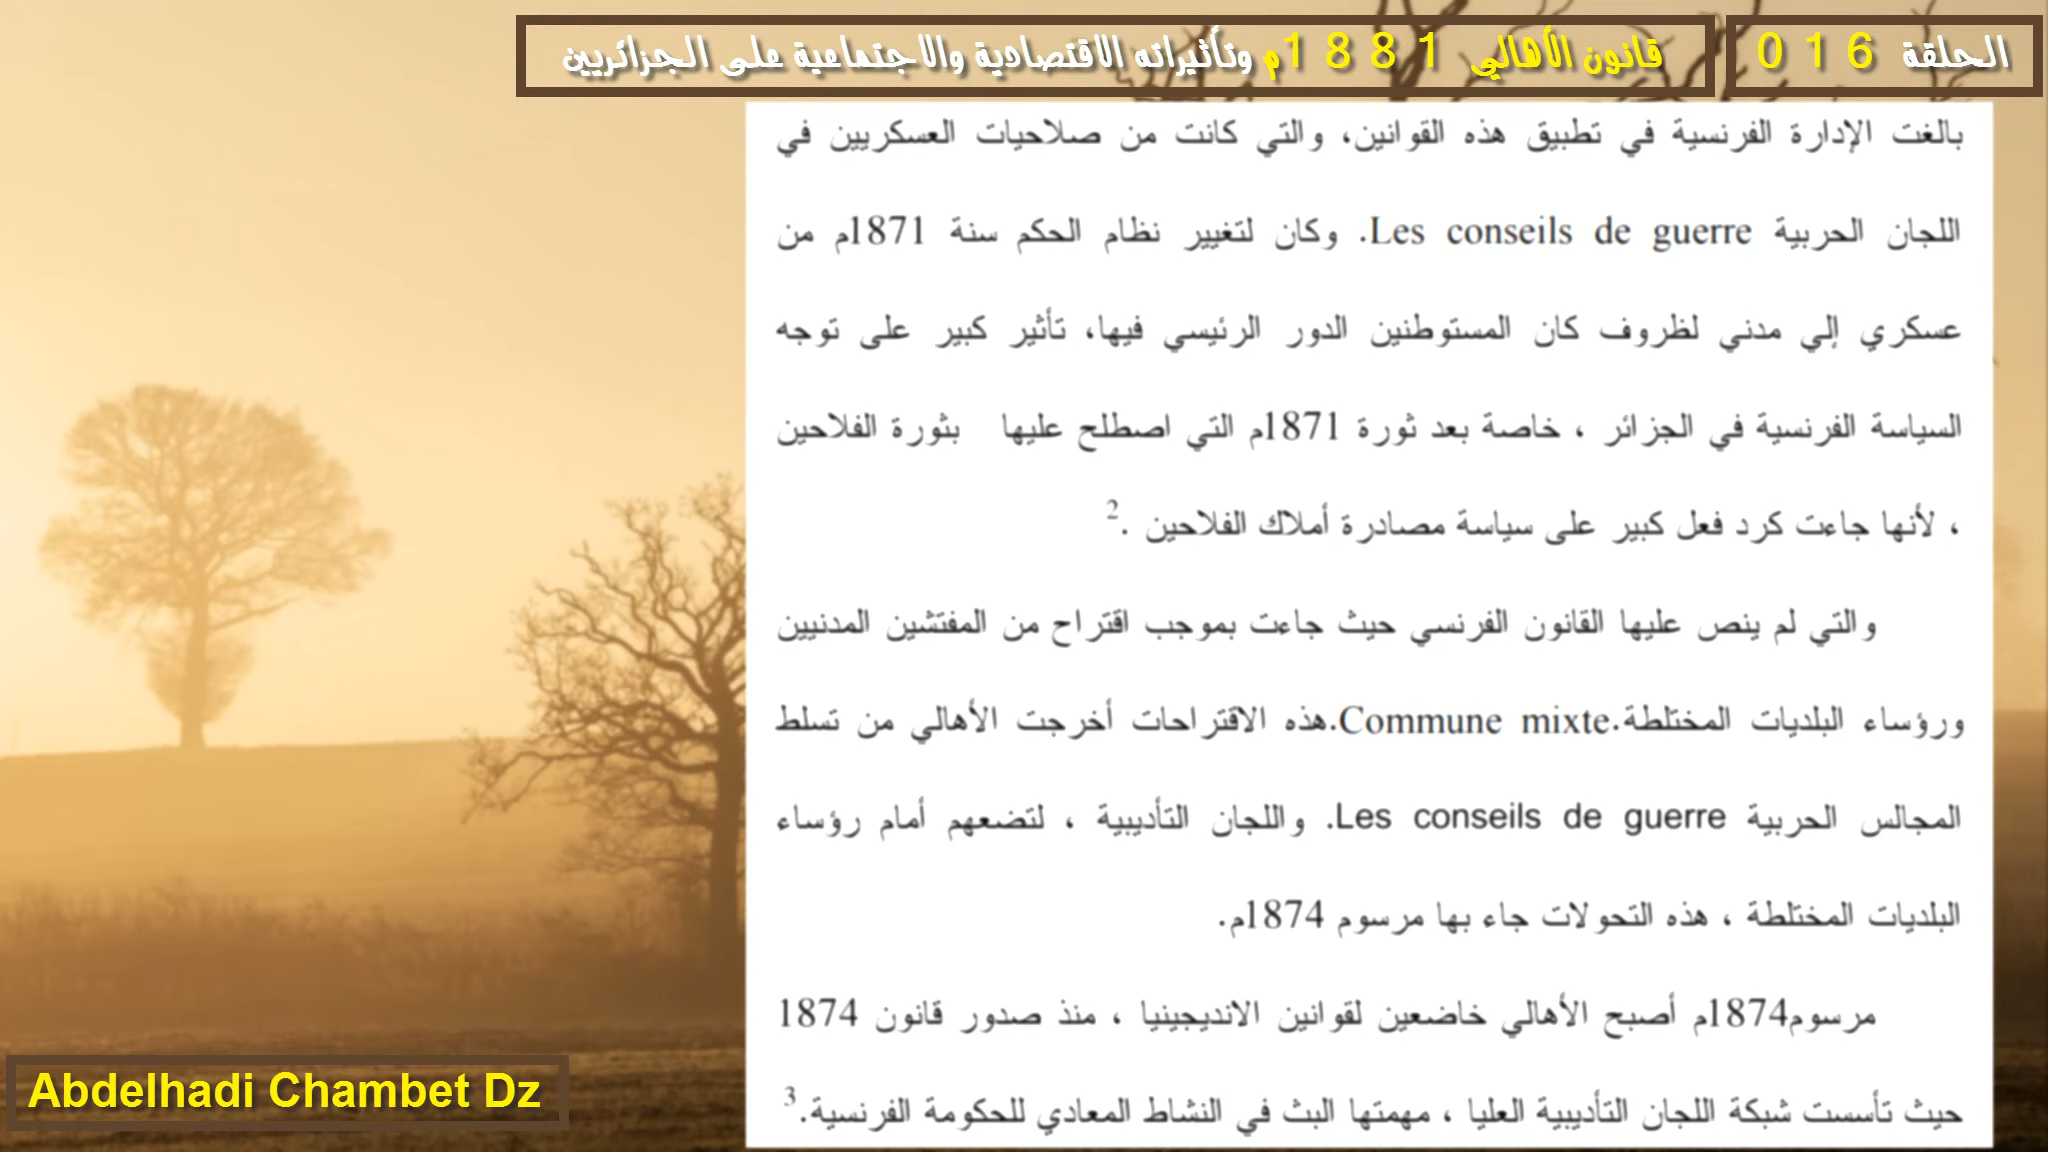 الحلقة 016
قانون الأهالي 1881م وتأثيراته الاقتصادية والاجتماعية على الجزائريين
بالغت الإدارة الفرنسية في تطبيق هذه القوانين، والتي كانت من صلاحيات العسكريين في
اللجان الحربية Les conseils de guerre. وكان لتغيير نظام الحكم سنة 1871م من
عسكري إلي مدني لظروف كان المستوطنين الدور الرئيسي فيها، تأثير كبير على توجه
السياسة الفرنسية في الجزائر ، خاصة بعد ثورة 1871م التي اصطلح عليها بثورة الفلاحين
، لأنها جاءت كرد فعل كبير على سياسة مصادرة أملاك الفلاحين .2
والتي لم ينص عليها القانون الفرنسي حيث جاءت بموجب اقتراح من المفتشين المدنيين
ورؤساء البلديات المختلطة.Commune mixte.هذه الاقتراحات أخرجت الأهالي من تسلط
المجالس الحربية Les conseils de guerre. واللجان التأديبية ، لتضعهم أمام رؤساء
البلديات المختلطة ، هذه التحولات جاء بها مرسوم 1874م.
مرسوم1874م أصبح الأهالي خاضعين لقوانين الانديجينيا ، منذ صدور قانون 1874
حيث تأسست شبكة اللجان التأديبية العليا ، مهمتها البث في النشاط المعادي للحكومة الفرنسية.3
Abdelhadi Chambet Dz